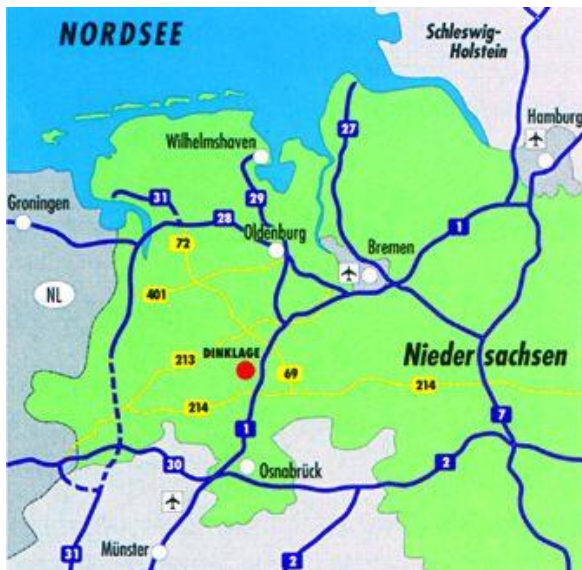 NORDSEE
Schleswig-
Holstein
Hamburg
27
Wilhelmshaven
31
29
Groningen
28
1
72
Oldenburg
Bremen
NL
401
DINKLAGE
213
Nieder sachsen
69
214
214
7
1
30
Osnabrück
2
Münster
31
2